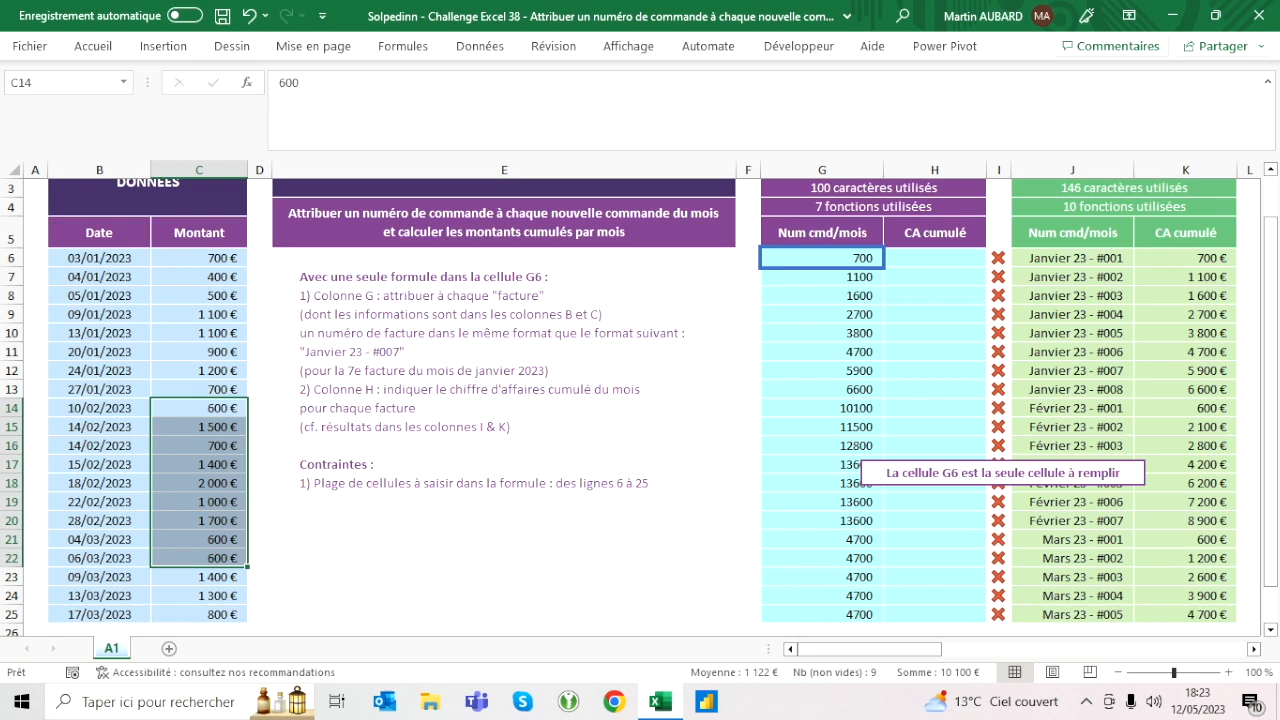 Enregistrement automatique
Solpedinn - Challenge Excel 38 - Attribuer un numéro de commande à chaque nouvelle com...
Martin AUBARD MA
Fichier Accueil Insertion Dessin Mise en page Formules Données Révision Affichage Automate Développeur Aide Power Pivot
Commentaires Partager
C14 fx 600
A B C D E F G H I J K L
3 DONNÉES 100 caractères utilisés 146 caractères utilisés
4 7 fonctions utilisées 10 fonctions utilisées
Attribuer un numéro de commande à chaque nouvelle commande du mois
et calculer les montants cumulés par mois
5 Date Montant Num cmd/mois CA cumulé Num cmd/mois CA cumulé
6 03/01/2023 700 € 700 Janvier 23 - #001 700 €
7 04/01/2023 400 € Avec une seule formule dans la cellule G6 : 1100 Janvier 23 - #002 1 100 €
8 05/01/2023 500 € 1) Colonne G : attribuer à chaque "facture" 1600 Janvier 23 - #003 1 600 €
9 09/01/2023 1 100 € (dont les informations sont dans les colonnes B et C) 2700 Janvier 23 - #004 2 700 €
10 13/01/2023 1 100 € un numéro de facture dans le même format que le format suivant : 3800 Janvier 23 - #005 3 800 €
11 20/01/2023 900 € "Janvier 23 - #007" 4700 Janvier 23 - #006 4 700 €
12 24/01/2023 1 200 € (pour la 7e facture du mois de janvier 2023) 5900 Janvier 23 - #007 5 900 €
13 27/01/2023 700 € 2) Colonne H : indiquer le chiffre d'affaires cumulé du mois 6600 Janvier 23 - #008 6 600 €
14 10/02/2023 600 € pour chaque facture 10100 Février 23 - #001 600 €
15 14/02/2023 1 500 € (cf. résultats dans les colonnes I & K) 11500 Février 23 - #002 2 100 €
16 14/02/2023 700 € 12800 Février 23 - #003 2 800 €
17 15/02/2023 1 400 € Contraintes : 4 200 €
La cellule G6 est la seule cellule à remplir
18 18/02/2023 2 000 € 1) Plage de cellules à saisir dans la formule : des lignes 6 à 25 6 200 €
19 22/02/2023 1 000 € 13600 Février 23 - #006 7 200 €
20 28/02/2023 1 700 € 13600 Février 23 - #007 8 900 €
21 04/03/2023 600 € 13600 Mars 23 - #001 600 €
22 06/03/2023 600 € 4700 Mars 23 - #002 1 200 €
23 09/03/2023 1 400 € 4700 Mars 23 - #003 2 600 €
24 13/03/2023 1 300 € 4700 Mars 23 - #004 3 900 €
25 17/03/2023 800 € 4700 Mars 23 - #005 4 700 €
26
A1
Prêt Accessibilité : consultez nos recommandations Moyenne : 1 122 € Nb (non vides) : 9 Somme : 10 100 € 100 %
Taper ici pour rechercher 13°C Ciel couvert 18:23
12/05/2023 10